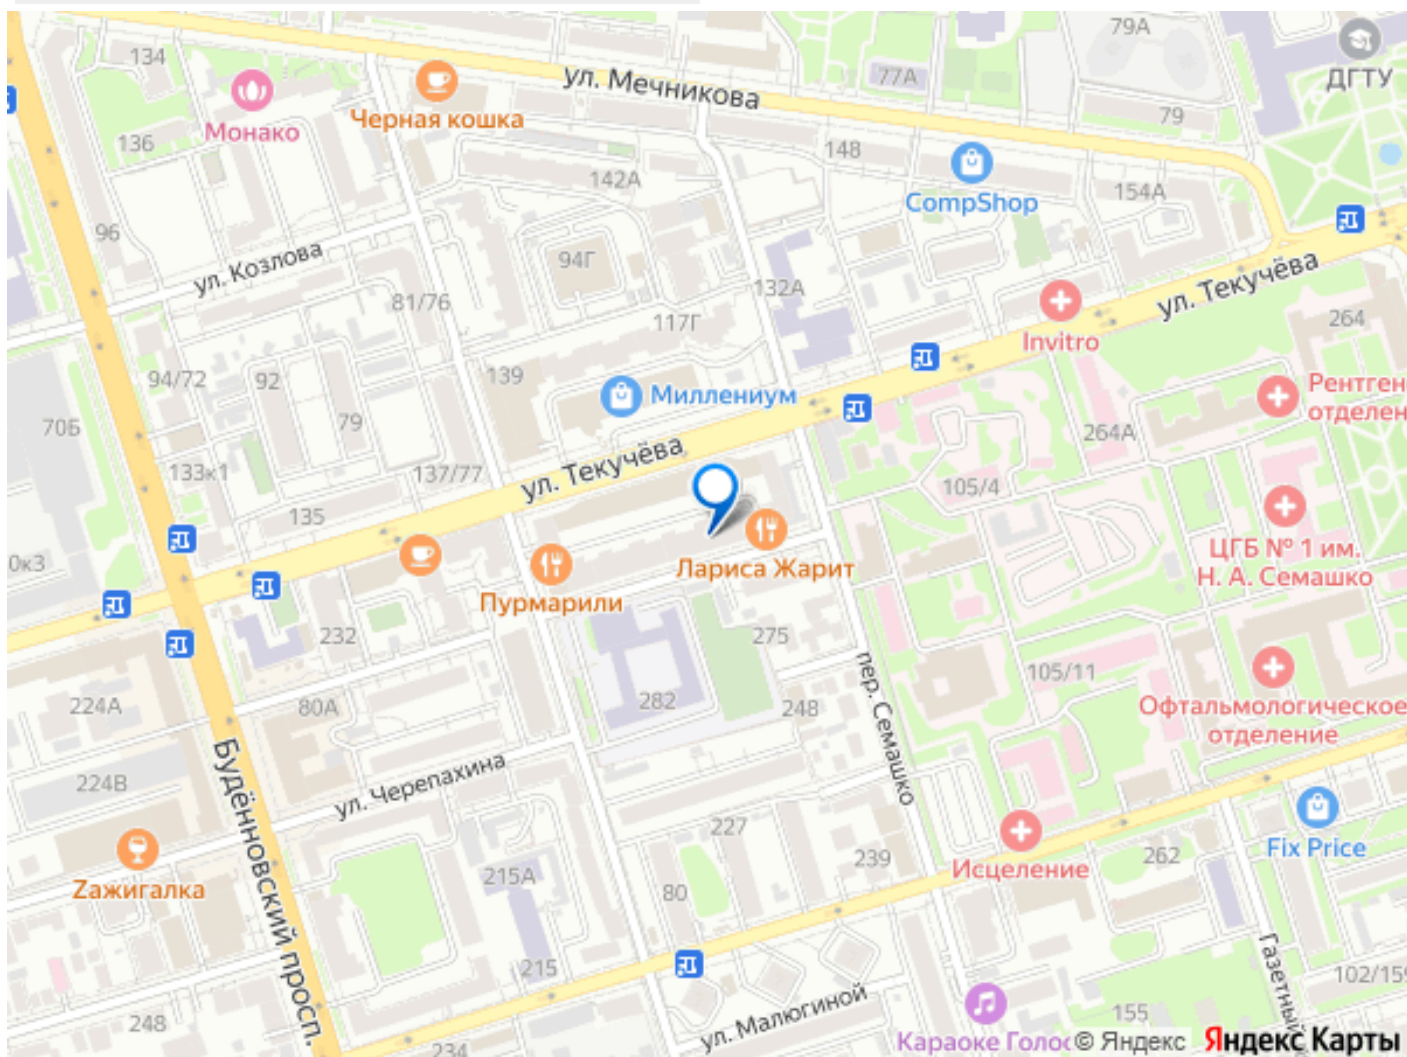 134
79А
ДГТУ
ул. Мечникова
77А
Монако
Черная кошка
79
136
148
142А
CompShop
154А
96
ул. Козлова
94Г
132А
81/76
117Г
ул. Текучёва
Invitro
264
94/72
92
139
Миллениум
Рентген
отделен
70Б
79
264А
133к1
137/77
ул. Текучёва
105/4
135
0к3
Лариса Жарит
ЦГБ № 1 им.
Н. А. Семашко
Пурмарили
232
275
пер. Семашко
105/11
224А
80А
282
248
Офтальмологическое
отделение
Будённовский просп.
224В
ул. Черепахина
227
Fix Price
239
262
Исцеление
Zажигалка
215А
80
Газетный
215
102/159
248
ул. Малюгиной
155
234
Караоке Голос
© Яндекс Яндекс Карты